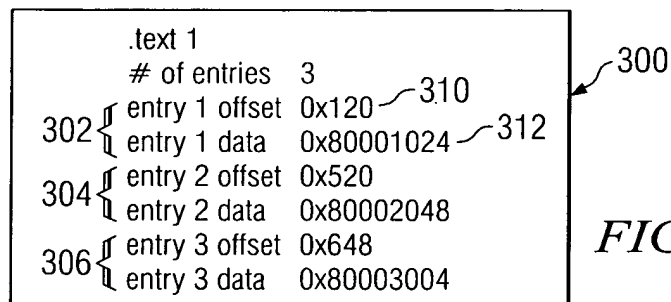 .text 1
# of entries 3
entry 1 offset 0x120 310
300
302 entry 1 data 0x80001024 312
entry 2 offset 0x520
304 entry 2 data 0x80002048
entry 3 offset 0x648
306 entry 3 data 0x80003004